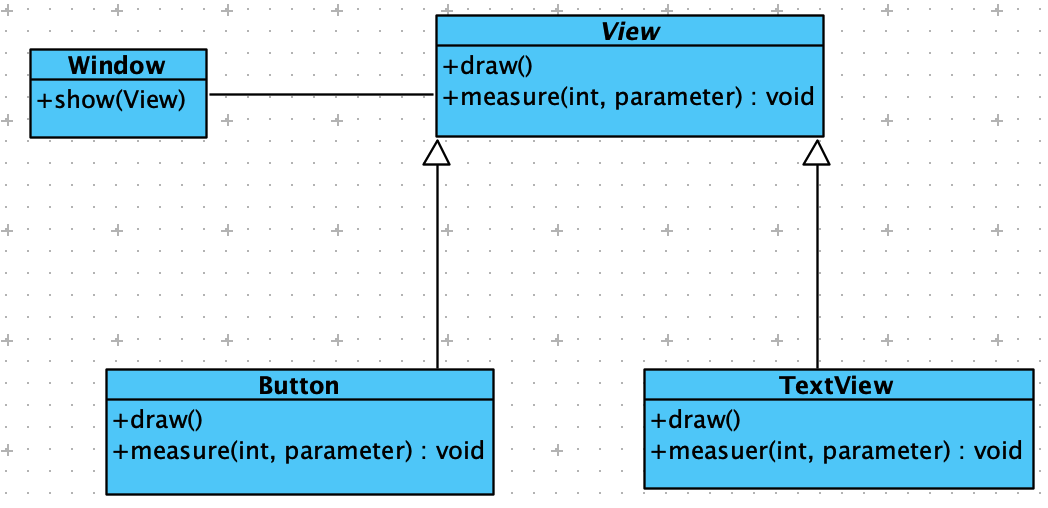 View
+draw()
+measure(int, parameter) : void
Window
+show(View)
Button
+draw()
+measure(int, parameter) : void
TextView
+draw()
+measuer(int, parameter) : void